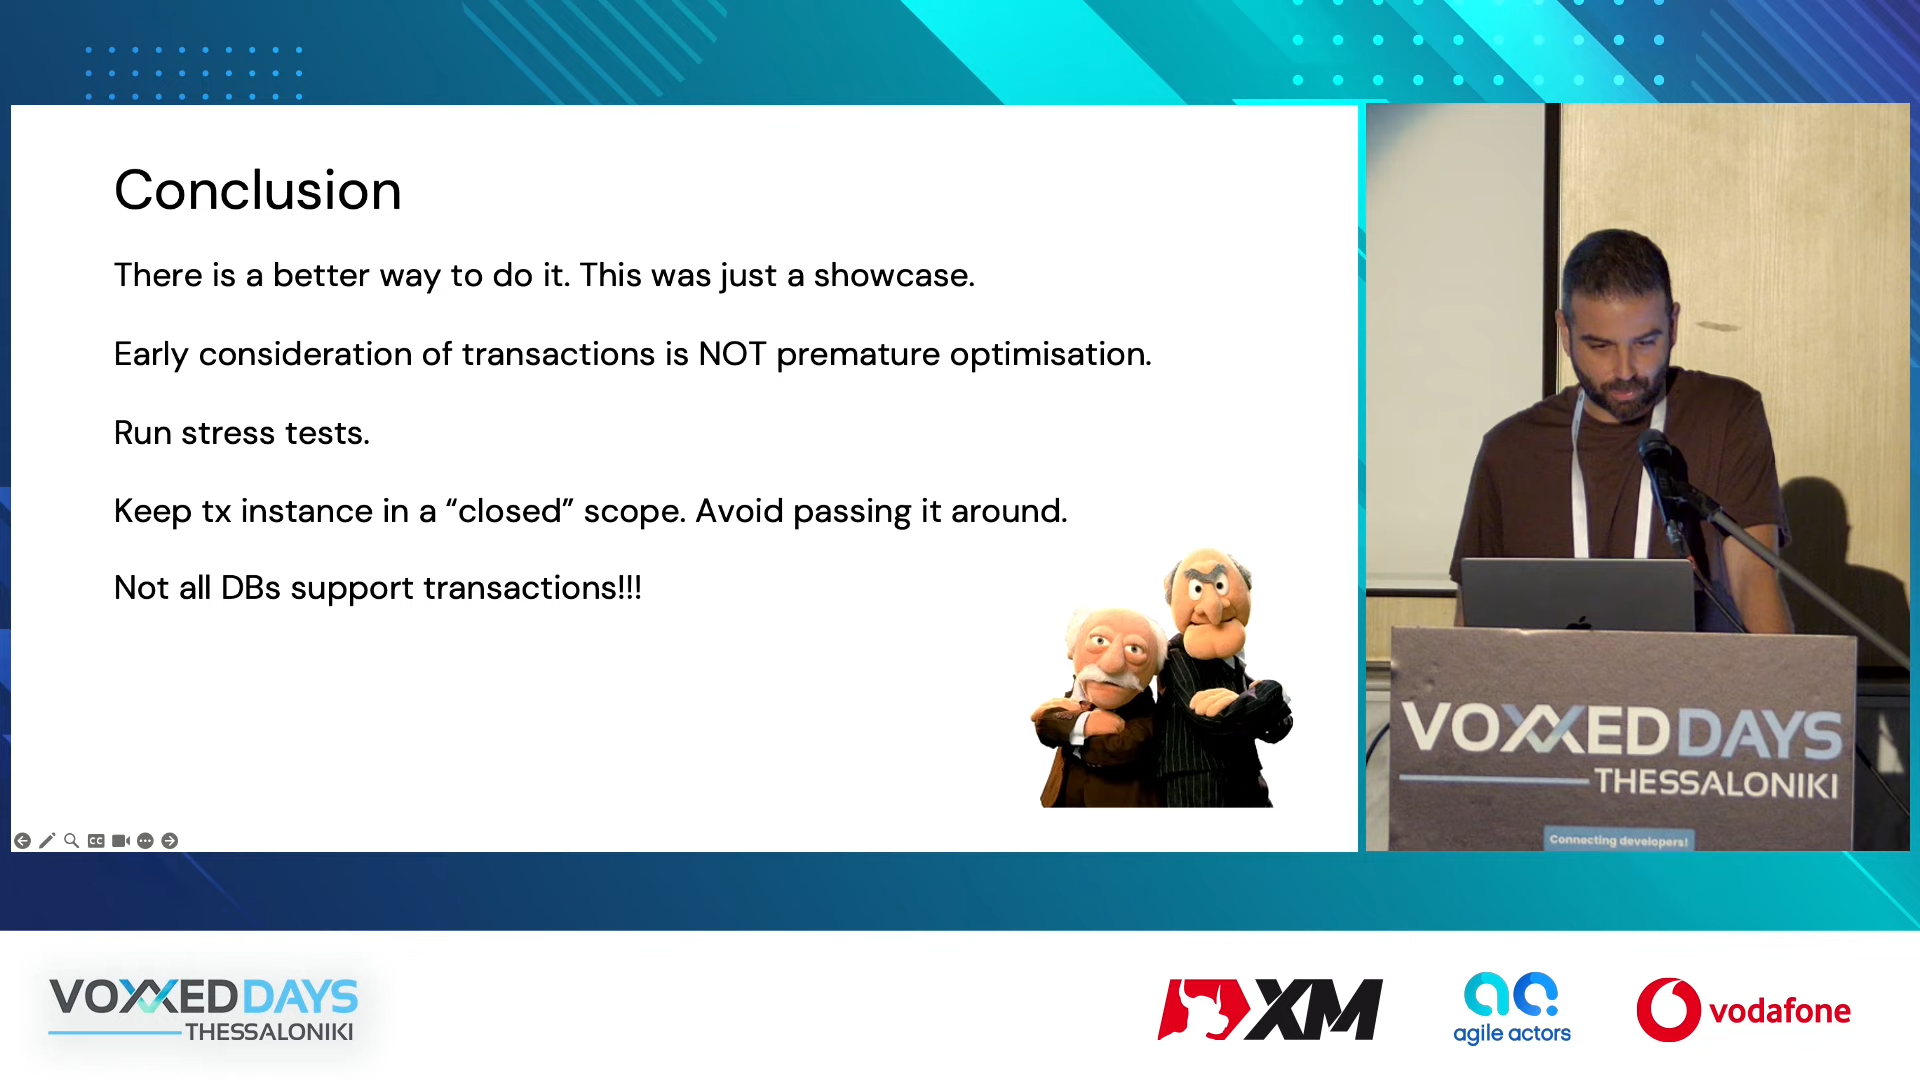 Conclusion
There is a better way to do it. This was just a showcase.
Early consideration of transactions is NOT premature optimisation.
Run stress tests.
Keep tx instance in a “closed” scope. Avoid passing it around.
Not all DBs support transactions!!!
CC
VOXXEDDAYS
THESSALONIKI
Connecting developers!
VOXXEDDAYS
THESSALONIKI
XM
agile actors
vodafone